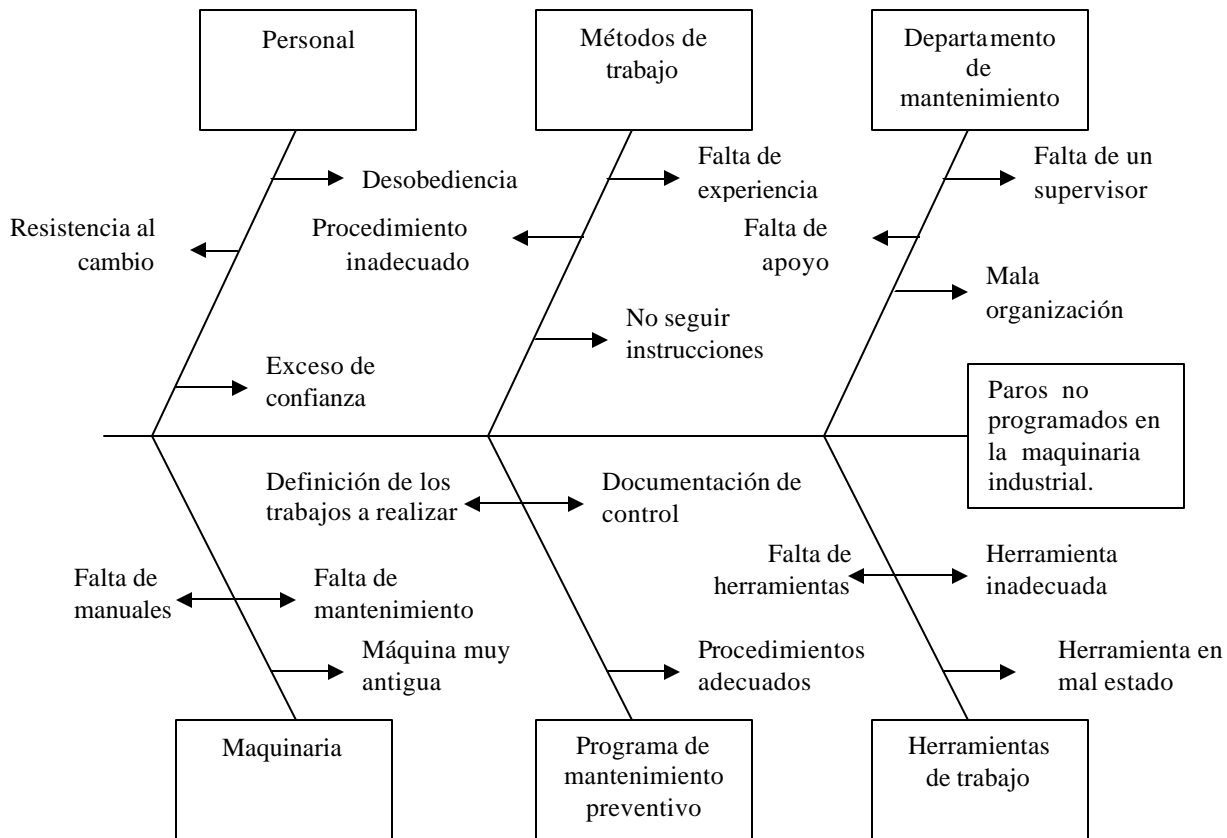 Personal
Métodos de
trabajo
Departamento
de
mantenimiento
Desobediencia
Resistencia al
cambio
Exceso de
confianza
Falta de
experiencia
Procedimiento
inadecuado
No seguir
instrucciones
Falta de un
supervisor
Falta de
apoyo
Mala
organización
Paros no
programados en
la maquinaria
industrial.
Definición de los
trabajos a realizar
Documentación de
control
Falta de
herramientas
Herramienta
inadecuada
Falta de
manuales
Falta de
mantenimiento
Máquina muy
antigua
Procedimientos
adecuados
Herramienta en
mal estado
Maquinaria
Programa de
mantenimiento
preventivo
Herramientas
de trabajo